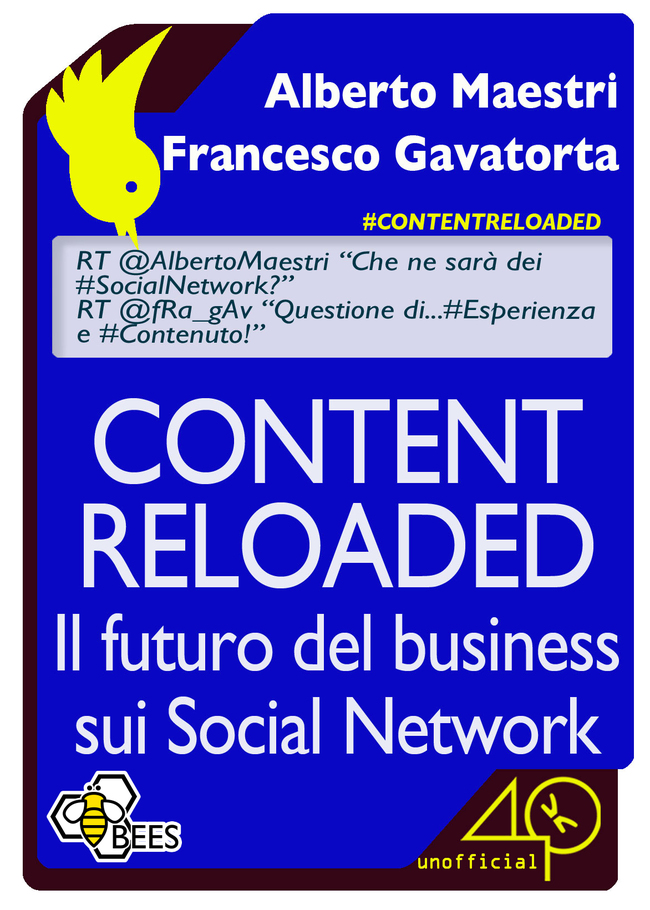 Alberto Maestri
Francesco Gavatorta
#CONTENTRELOADED
RT @AlbertoMaestri “Che ne sarà dei
#SocialNetwork?”
RT @fRa_gAv “Questione di...#Esperienza
e #Contenuto!”
CONTENT
RELOADED
Il futuro del business
sui Social Network
BEES
unofficial